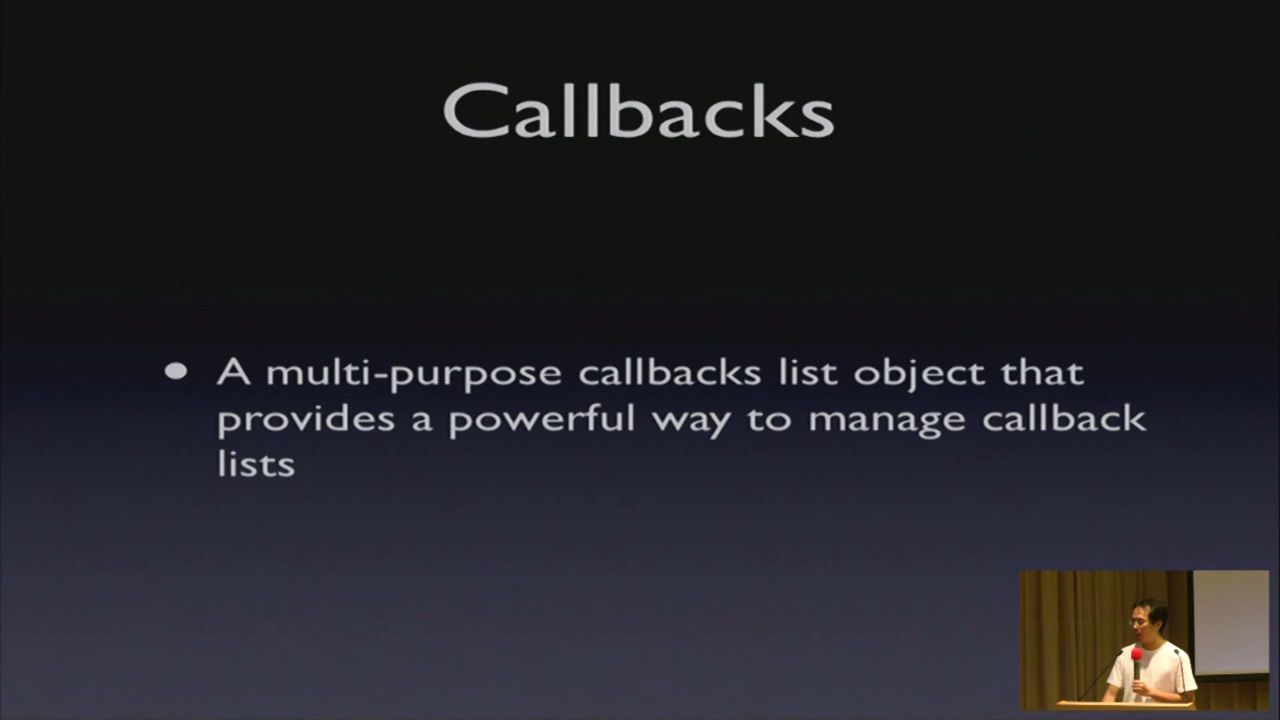 Callbacks
• A multi-purpose callbacks list object that
provides a powerful way to manage callback
lists